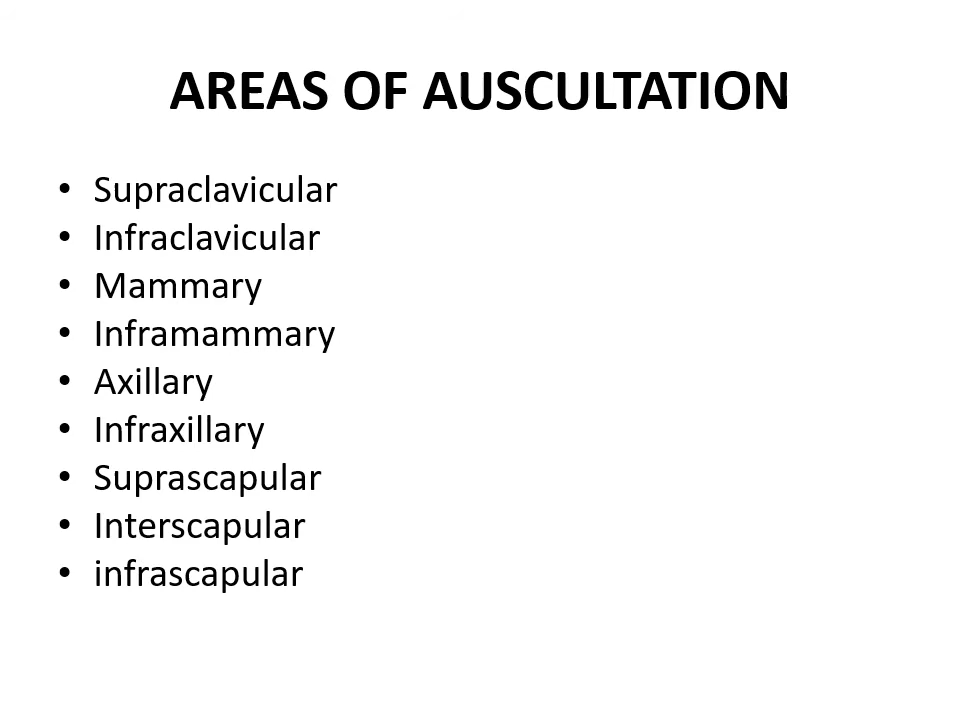 AREAS OF AUSCULTATION
• Supraclavicular
• Infraclavicular
• Mammary
• Inframammary
• Axillary
• Infraxillary
• Suprascapular
• Interscapular
• infrascapular